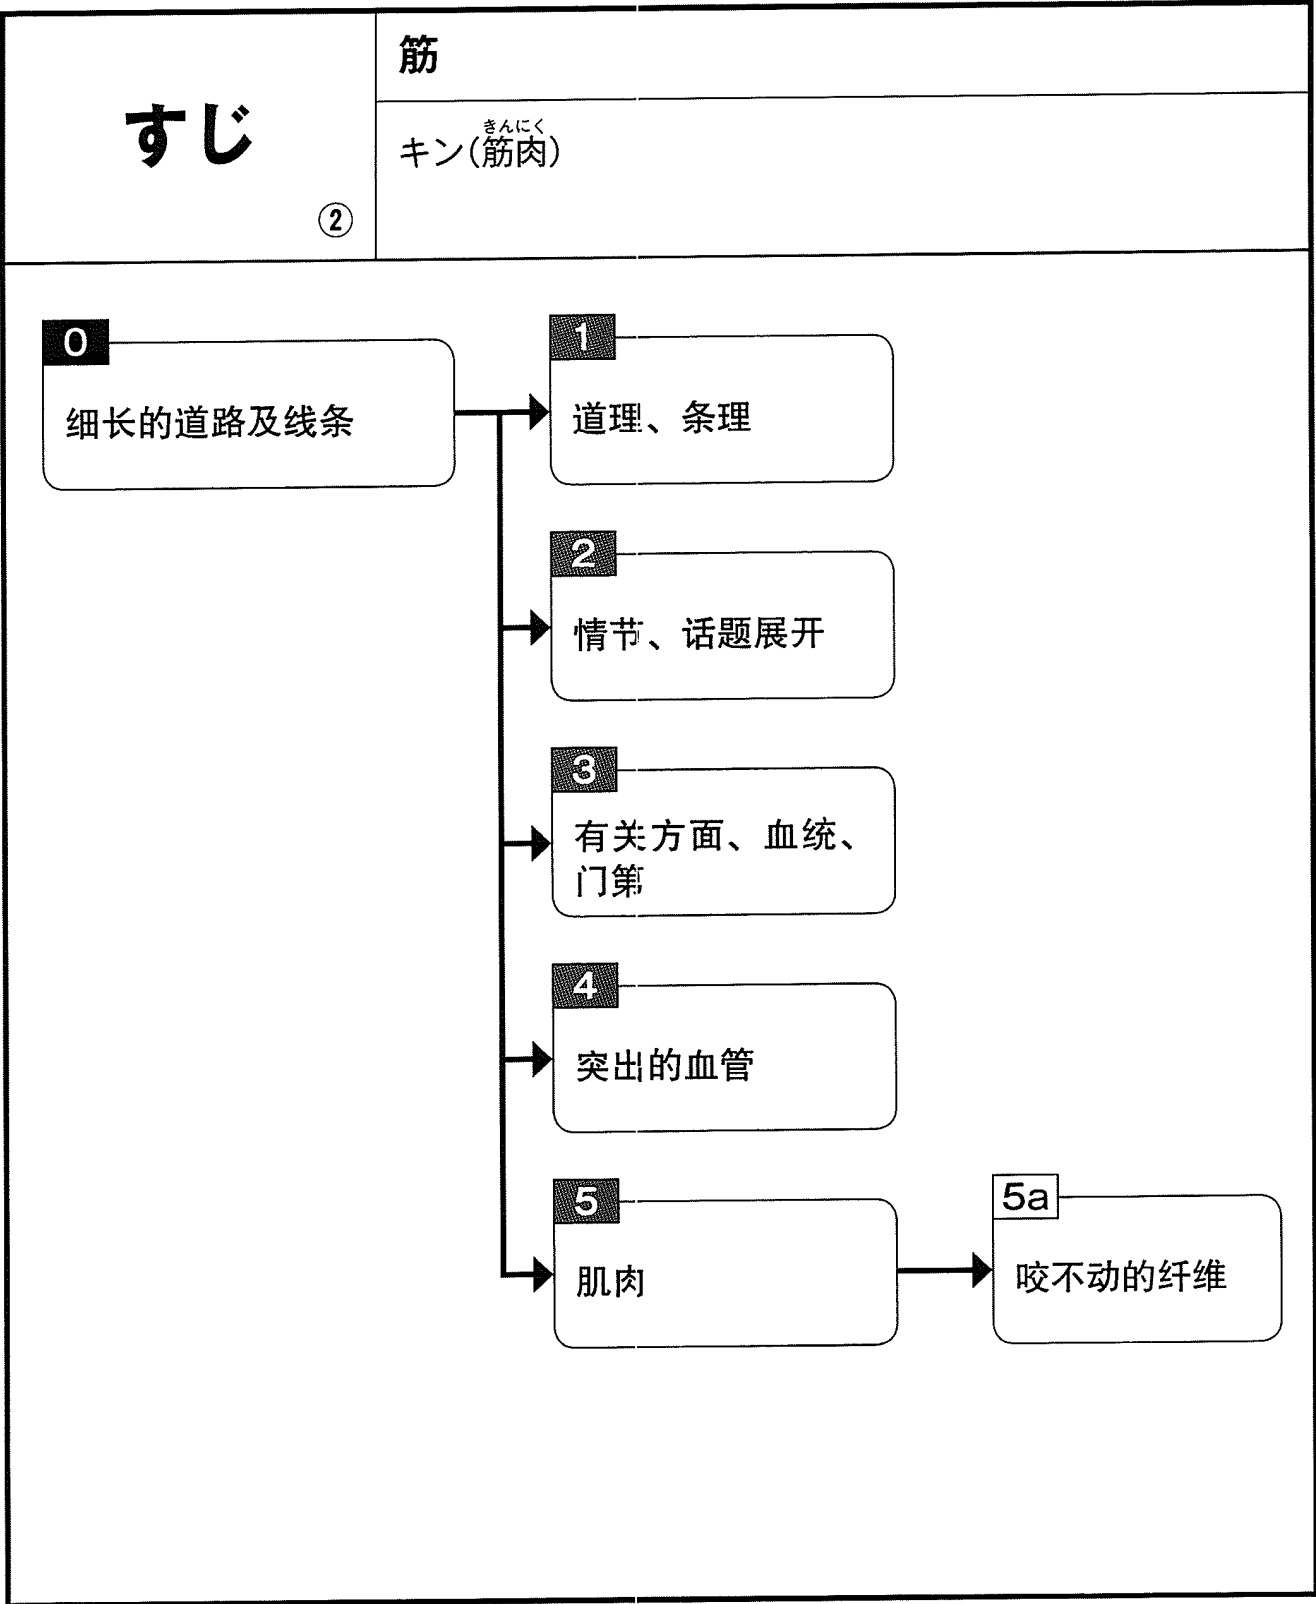 筋
すじ
②
きんにく
キン(筋肉)
0
细长的道路及线条
1
道理、条理
2
情节、话题展开
3
有关方面、血统、
门第
4
突出的血管
5
肌肉
5a
咬不动的纤维